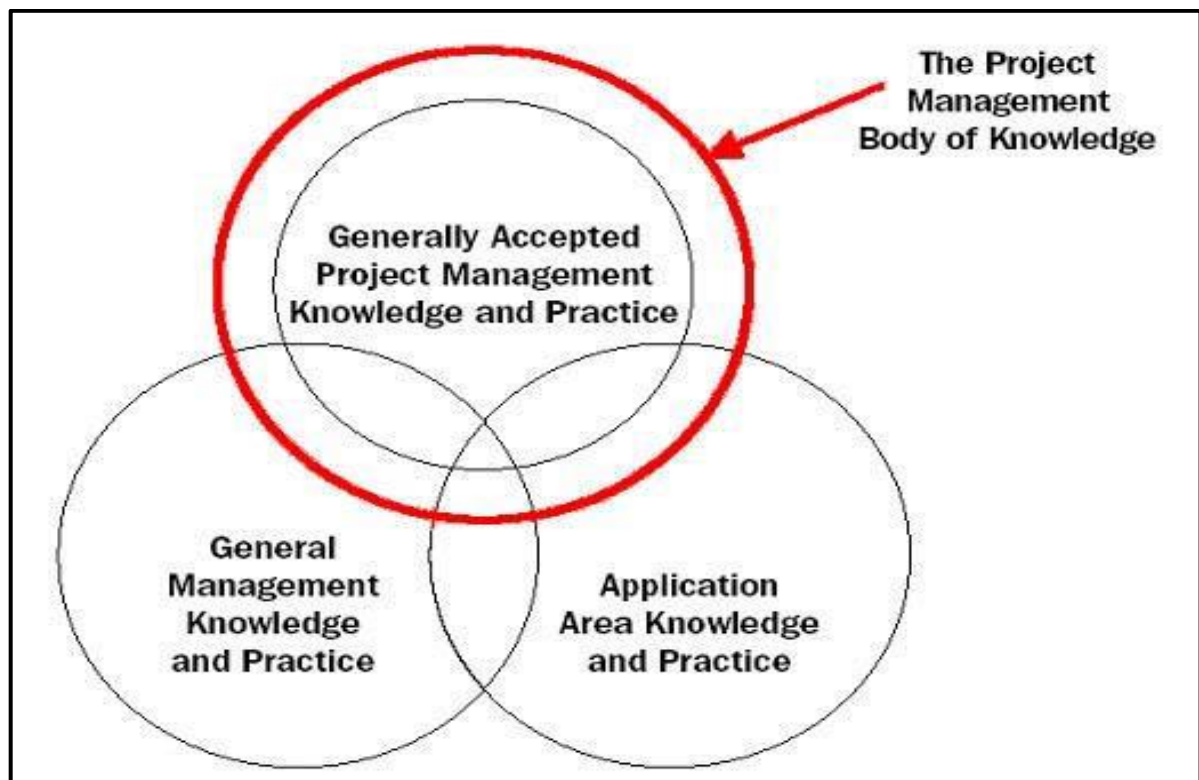 The Project
Management
Body of Knowledge
Generally Accepted
Project Management
Knowledge and Practice
General
Management
Knowledge
and Practice
Application
Area Knowledge
and Practice